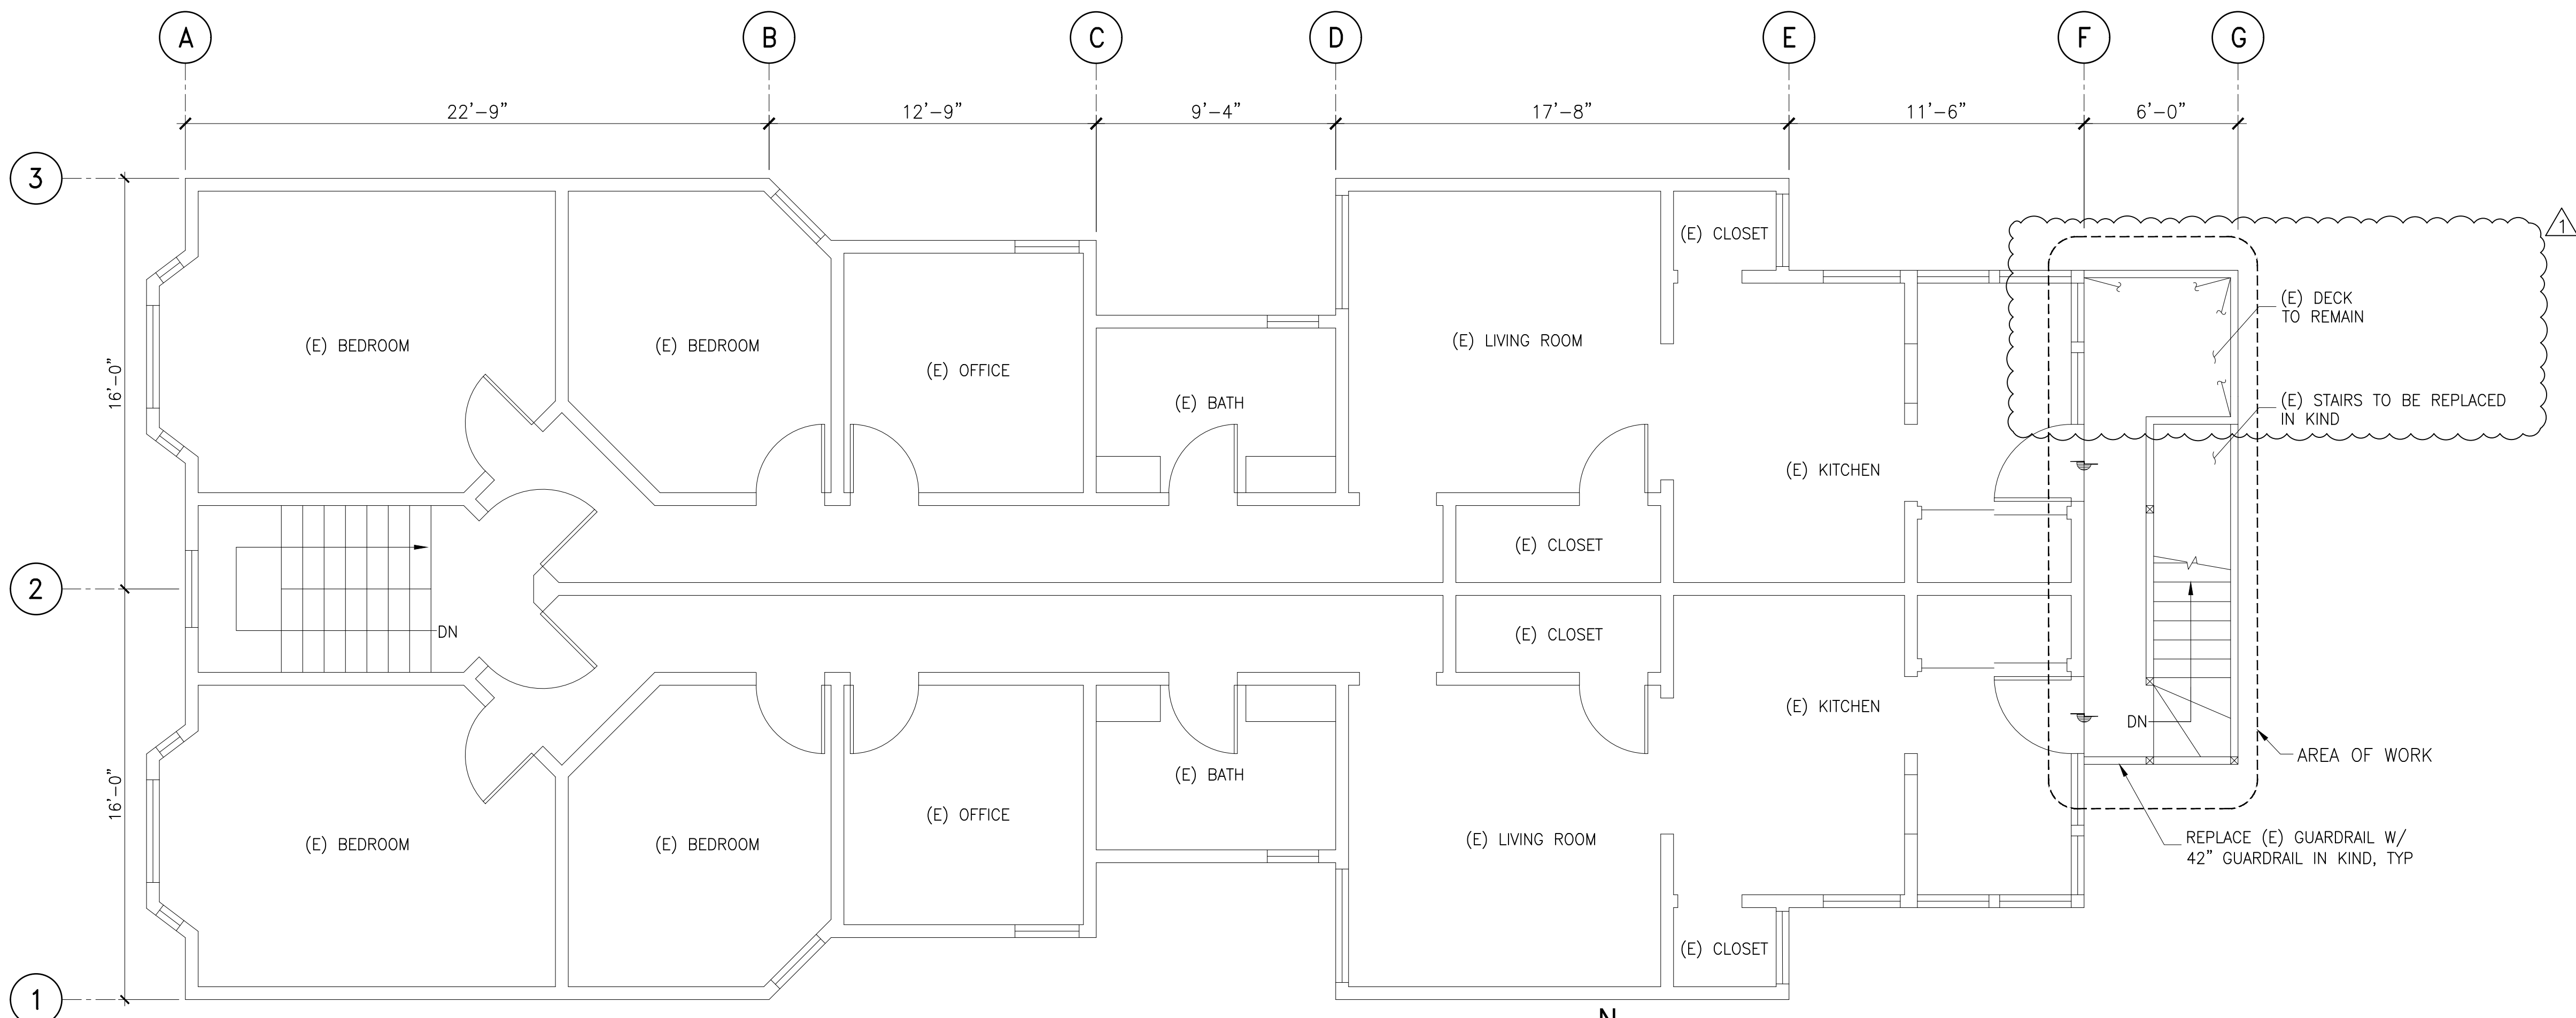 A
B
C
D
E
F
G
22'-9"
12'-9"
9'-4"
17'-8"
11'-6"
6'-0"
3
1
(E) CLOSET
(E) DECK
TO REMAIN
(E) BEDROOM
(E) BEDROOM
(E) LIVING ROOM
(E) OFFICE
16'-0"
(E) BATH
(E) STAIRS TO BE REPLACED
IN KIND
(E) KITCHEN
(E) CLOSET
2
DN
(E) CLOSET
(E) KITCHEN
DN
AREA OF WORK
(E) BATH
16'-0"
(E) OFFICE
(E) BEDROOM
(E) BEDROOM
(E) LIVING ROOM
REPLACE (E) GUARDRAIL W/
42" GUARDRAIL IN KIND, TYP
(E) CLOSET
1
N